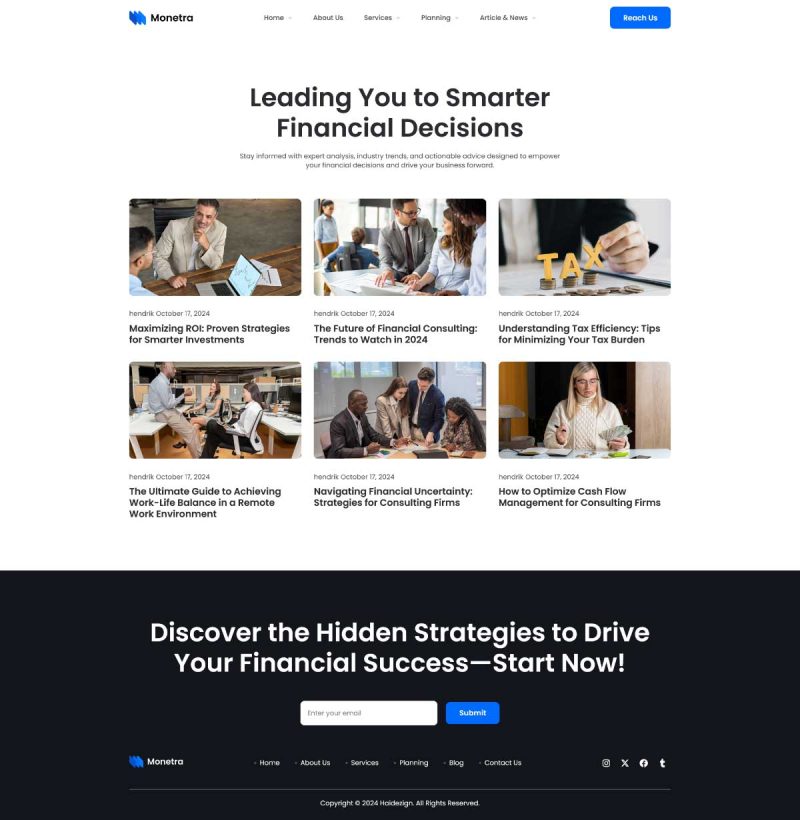 Monetra
Home
About Us
Services
Planning
Article & News
Reach Us
Leading You to Smarter
Financial Decisions
Stay informed with expert analysis, industry trends, and actionable advice designed to empower
your financial decisions and drive your business forward.
TAX
hendrik October 17, 2024
Maximizing ROI: Proven Strategies
for Smarter Investments
hendrik October 17, 2024
The Future of Financial Consulting:
Trends to Watch in 2024
hendrik October 17, 2024
Understanding Tax Efficiency: Tips
for Minimizing Your Tax Burden
hendrik October 17, 2024
The Ultimate Guide to Achieving
Work-Life Balance in a Remote
Work Environment
hendrik October 17, 2024
Navigating Financial Uncertainty:
Strategies for Consulting Firms
hendrik October 17, 2024
How to Optimize Cash Flow
Management for Consulting Firms
Discover the Hidden Strategies to Drive
Your Financial Success—Start Now!
Enter your email
Submit
Monetra
Home
About Us
Services
Planning
Blog
Contact Us
Copyright © 2024 Haidezign. All Rights Reserved.